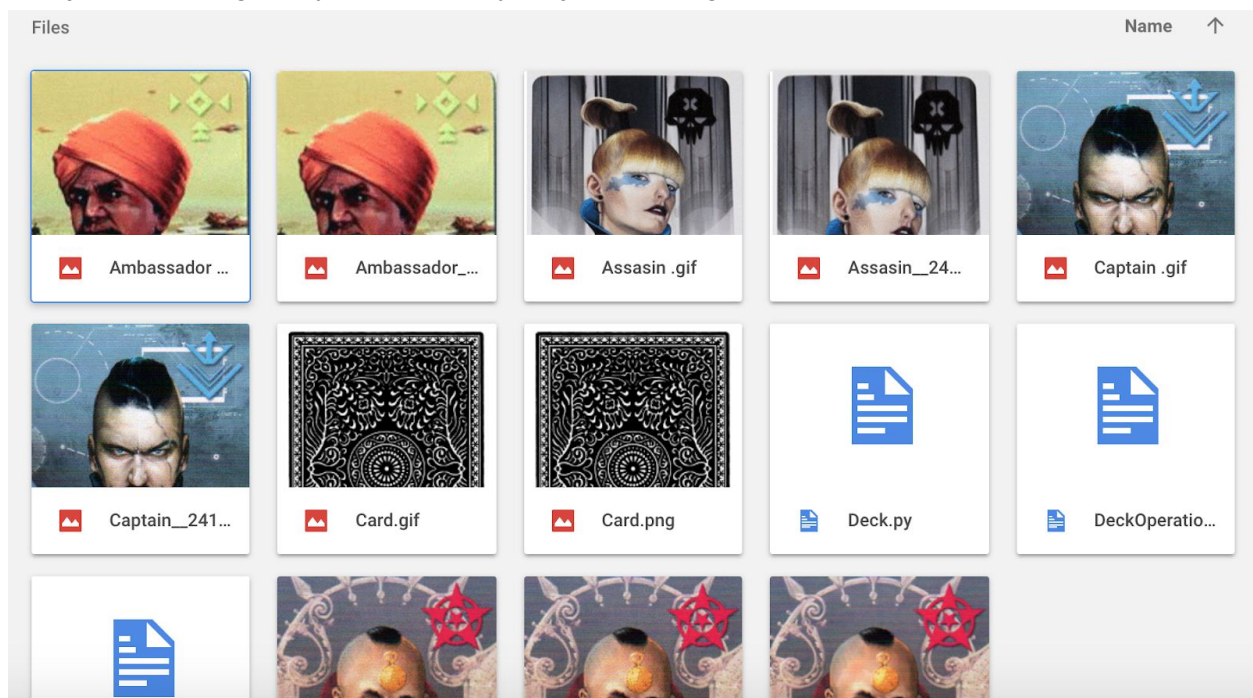 Files
Name
Ambassador ...
Ambassador_...
Assasin .gif
Assasin__24...
Captain .gif
Captain__241...
Card.gif
Card.png
Deck.py
DeckOperatio...